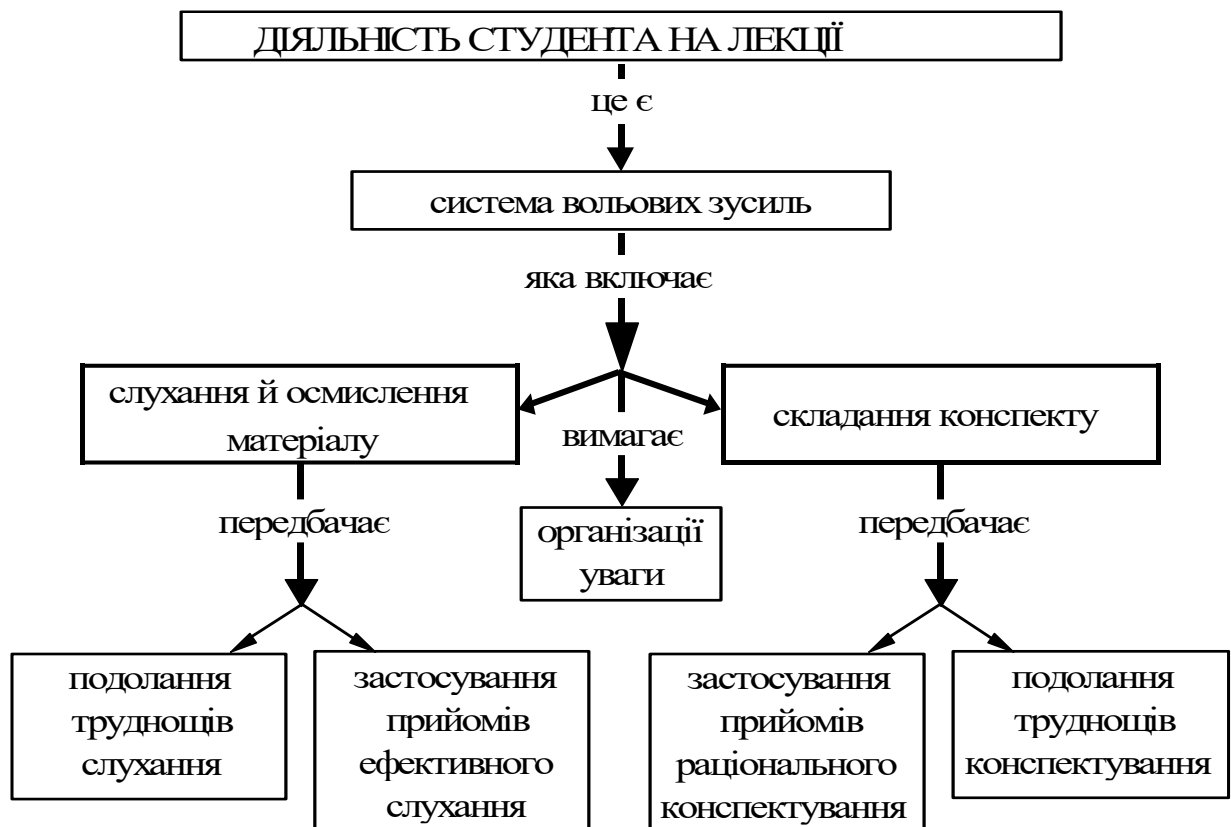 ДІЯЛЬНІСТЬ СТУДЕНТА НА ЛЕКЦІЇ
це є
система вольових зусиль
яка включає
слухання й осмислення
матеріалу
вимагає
складання конспекту
передбачає
організації
уваги
передбачає
подолання
труднощів
слухання
застосування
прийомів
ефективного
слухання
застосування
прийомів
раціонального
конспектування
подолання
труднощів
конспектування